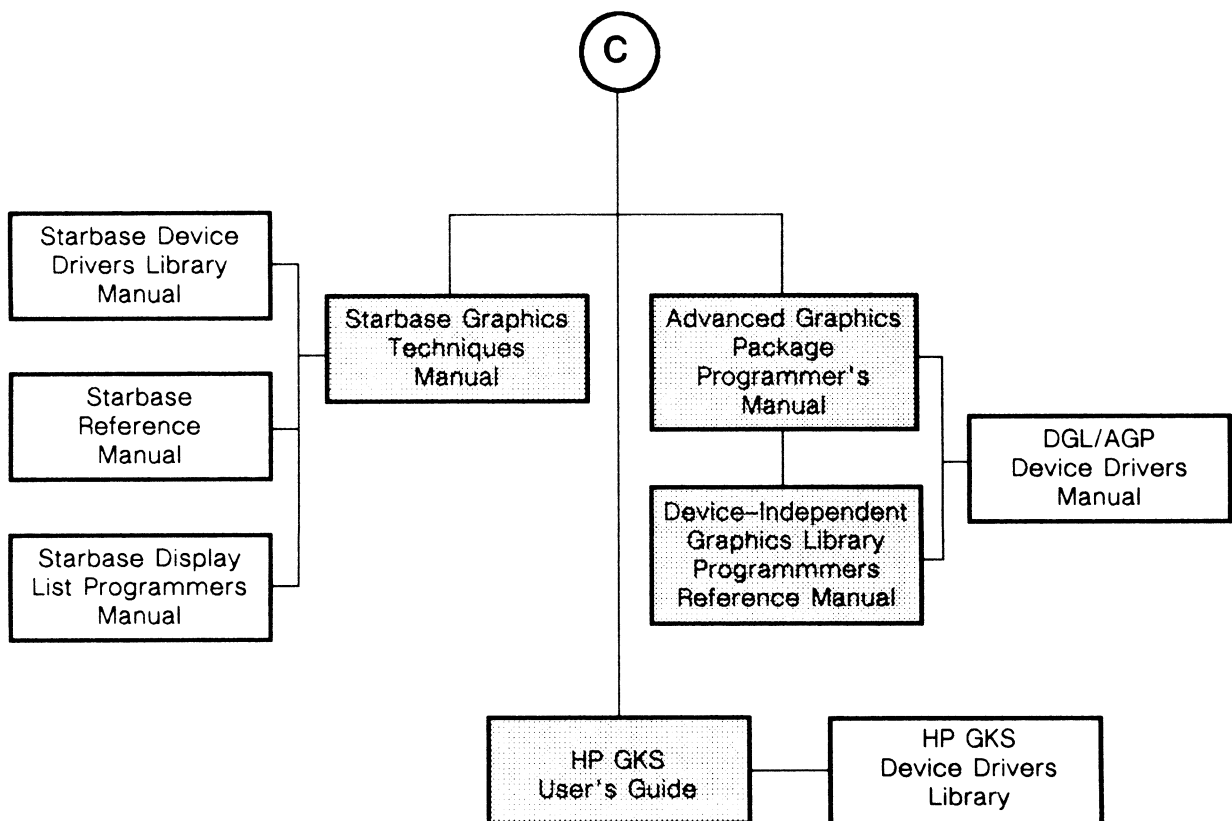 C
Starbase Device
Drivers Library
Manual
Starbase
Reference
Manual
Starbase Display
List Programmers
Manual
Starbase Graphics
Techniques
Manual
Advanced Graphics
Package
Programmer's
Manual
Device-Independent
Graphics Library
Programmmers
Reference Manual
DGL/AGP
Device Drivers
Manual
HP GKS
User's Guide
HP GKS
Device Drivers
Library